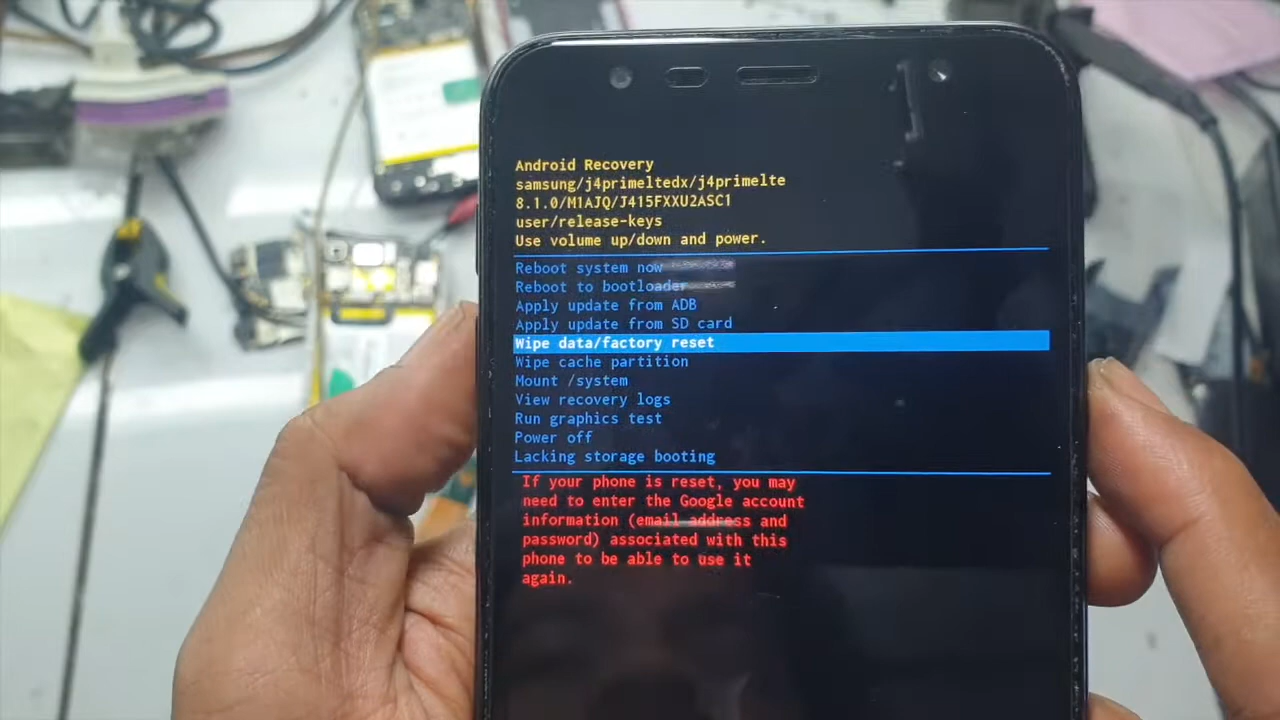 Android Recovery
samsung/j4primeltedx/j4primelte
8.1.0/M1AJQ/J415FXXU2ASC1
user/release-keys
Use volume up/down and power.
Reboot system now
Reboot to bootloader
Apply update from ADB
Apply update from SD card
Wipe data/factory reset
Wipe cache partition
Mount /system
View recovery logs
Run graphics test
Power off
Lacking storage booting
If your phone is reset, you may
need to enter the Google account
information (email address and
password) associated with this
phone to be able to use it
again.